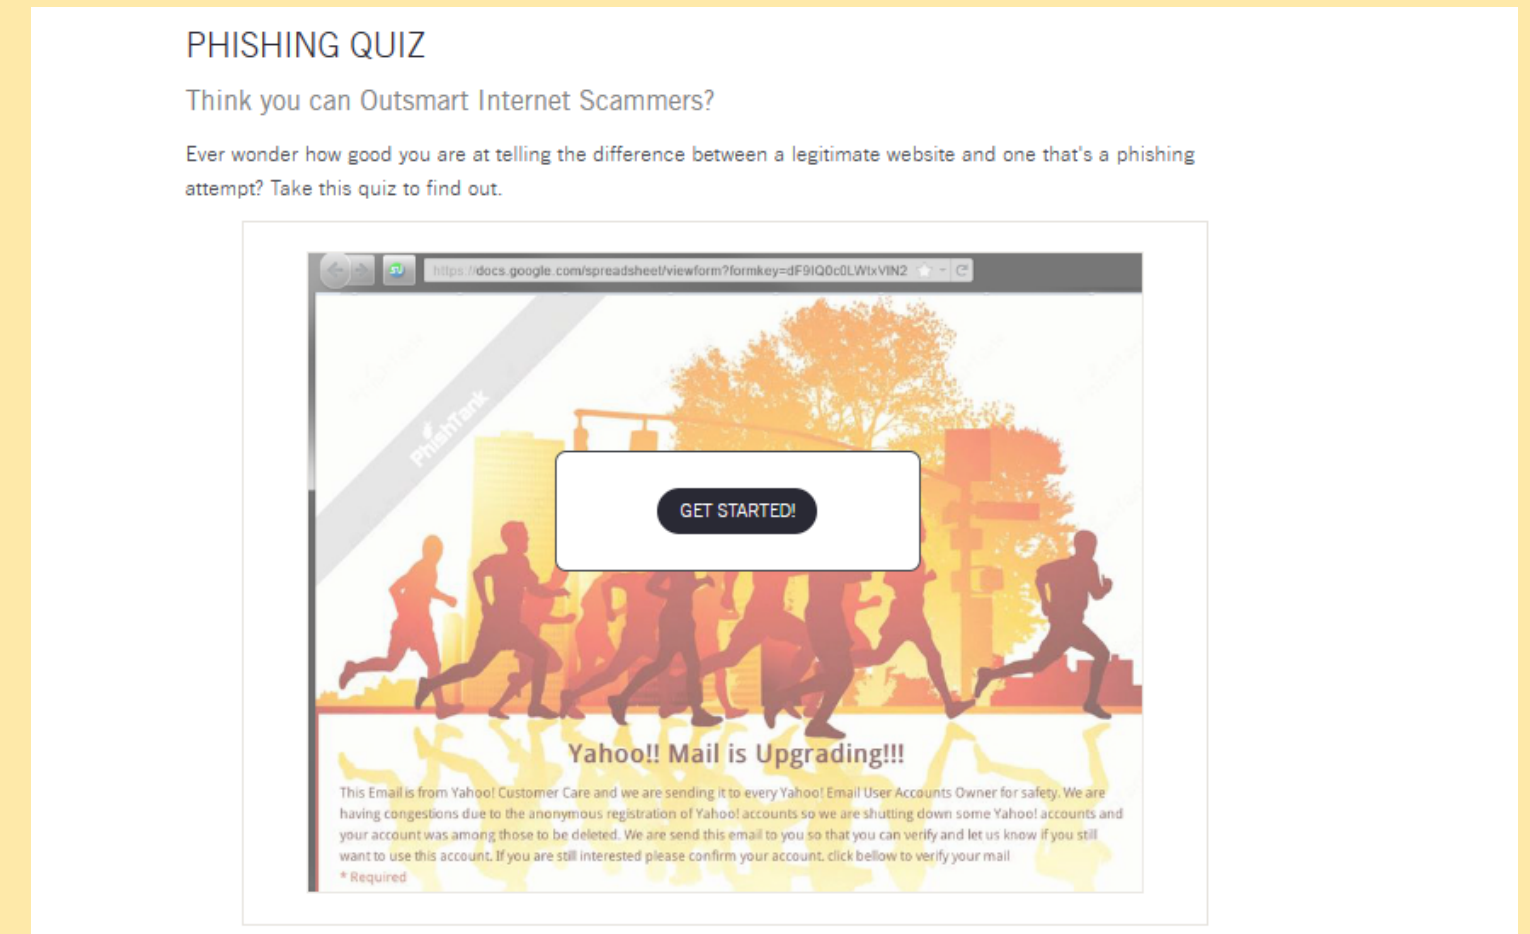 PHISHING QUIZ
Think you can Outsmart Internet Scammers?
Ever wonder how good you are at telling the difference between a legitimate website and one that's a phishing
attempt? Take this quiz to find out.
https://docs.google.com/spreadsheet/viewform?formkey=dF9IQ0c0LWtxVlN2
PhishTank
GET STARTED!
Yahoo!! Mail is Upgrading!!!
This Email is from Yahoo! Customer Care and we are sending it to every Yahoo! Email User Accounts Owner for safety. We are
having congestions due to the anonymous registration of Yahoo! accounts so we are shutting down some Yahoo! accounts and
your account was among those to be deleted. We are send this email to you so that you can verify and let us know if you still
want to use this account. If you are still interested please confirm your account, click bellow to verify your mail
* Required